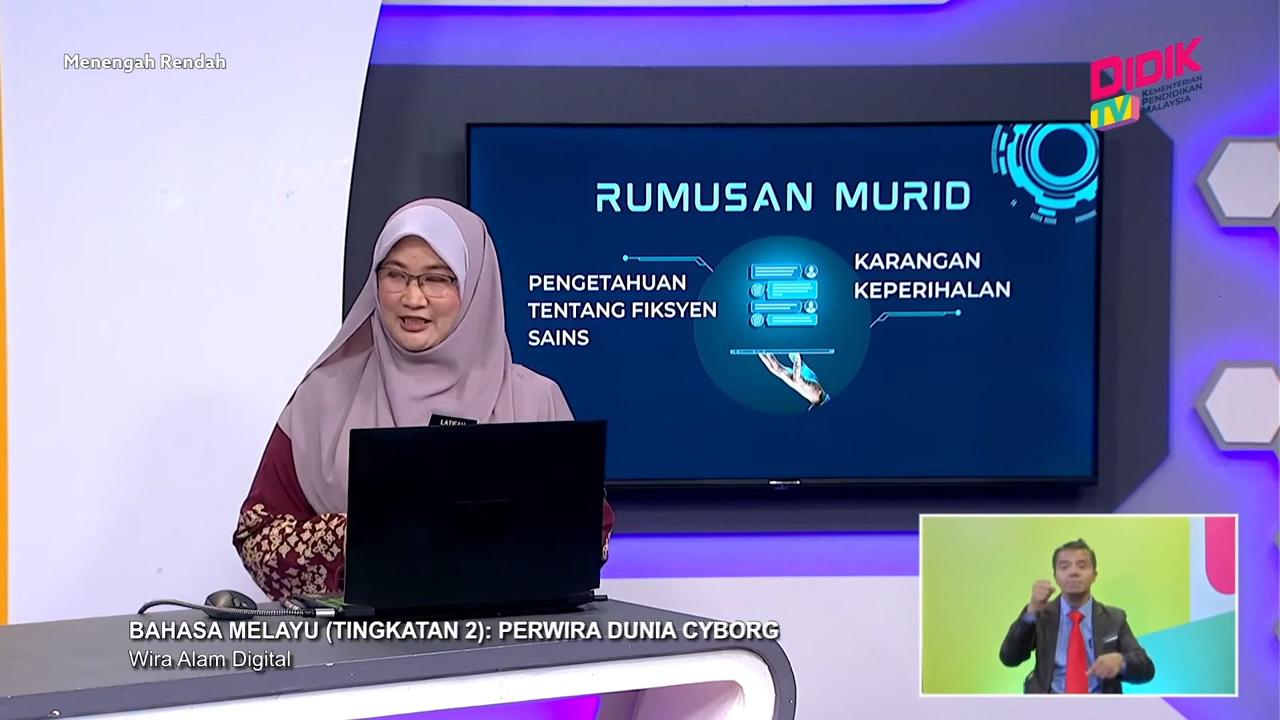 Menengah Rendah
DIDIK
TV
KEMENTERIAN
PENDIDIKAN
MALAYSIA
RUMUSAN MURID
PENGETAHUAN
TENTANG FIKSYEN
SAINS
KARANGAN
KEPERIHALAN
BAHASA MELAYU (TINGKATAN 2): PERWIRA DUNIA CYBORG
Wira Alam Digital